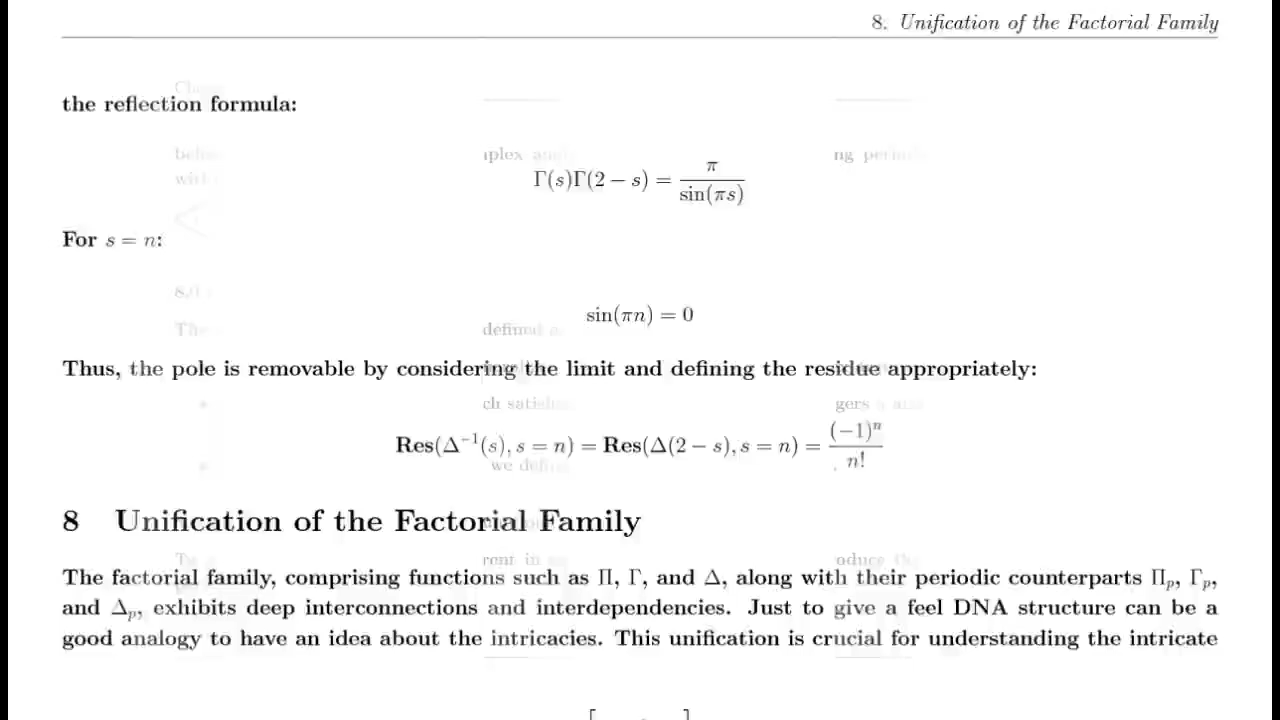 8. Unification of the Factorial Family
the reflection formula:
Γ(s)Γ(2 − s) = π / sin(πs)
For s = n:
sin(πn) = 0
Thus, the pole is removable by considering the limit and defining the residue appropriately:
Res(Δ⁻¹(s), s = n) = Res(Δ(2 − s), s = n) = (−1)ⁿ / n!
8 Unification of the Factorial Family
The factorial family, comprising functions such as Π, Γ, and Δ, along with their periodic counterparts Πₚ, Γₚ,
and Δₚ, exhibits deep interconnections and interdependencies. Just to give a feel DNA structure can be a
good analogy to have an idea about the intricacies. This unification is crucial for understanding the intricate